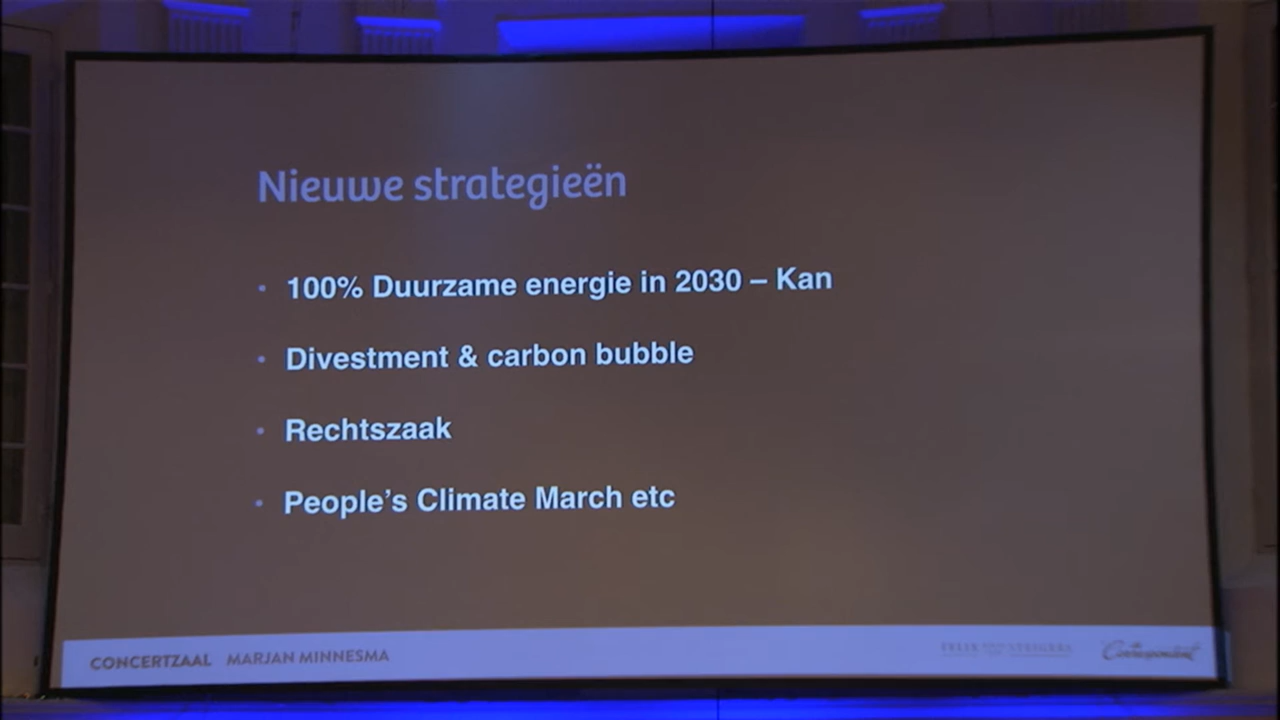 Nieuwe strategieën
100% Duurzame energie in 2030 – Kan
Divestment & carbon bubble
Rechtszaak
People's Climate March etc
CONCERTZAAL MARJAN MINNESMA
Correspondent